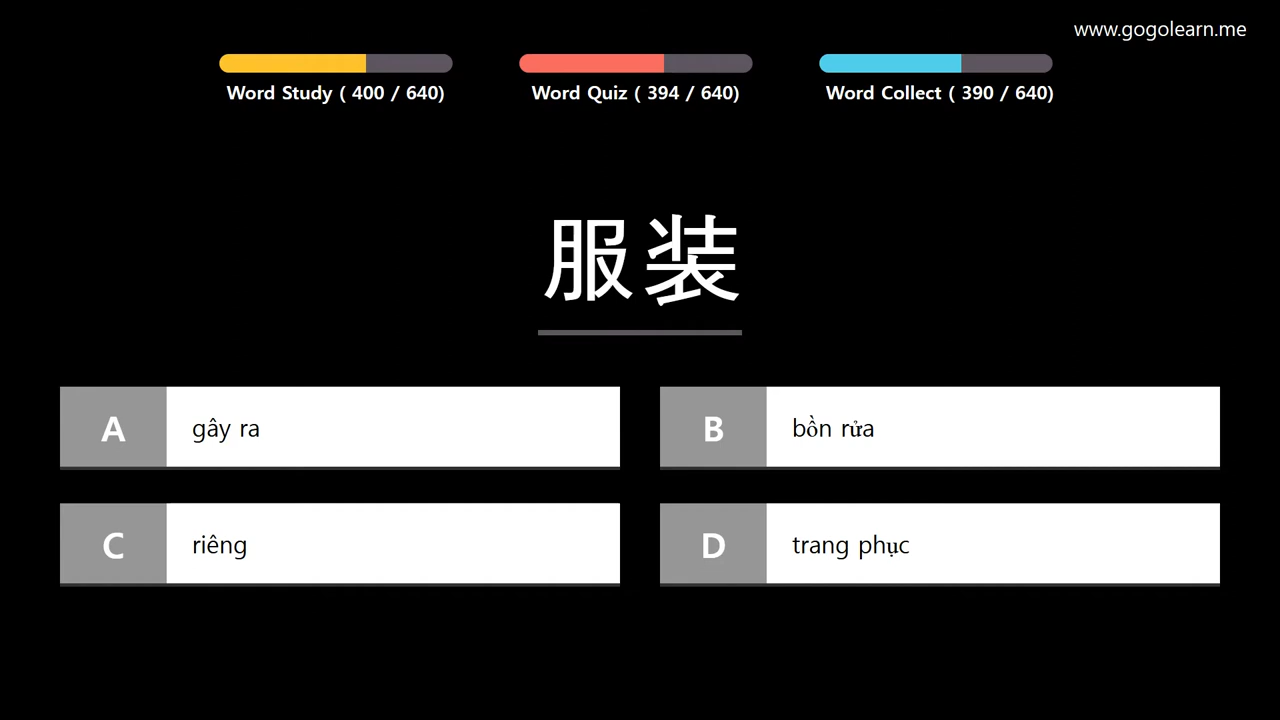 www.gogolearn.me
Word Study ( 400 / 640)
Word Quiz ( 394 / 640)
Word Collect ( 390 / 640)
服装
A gây ra
B bồn rửa
C riêng
D trang phục